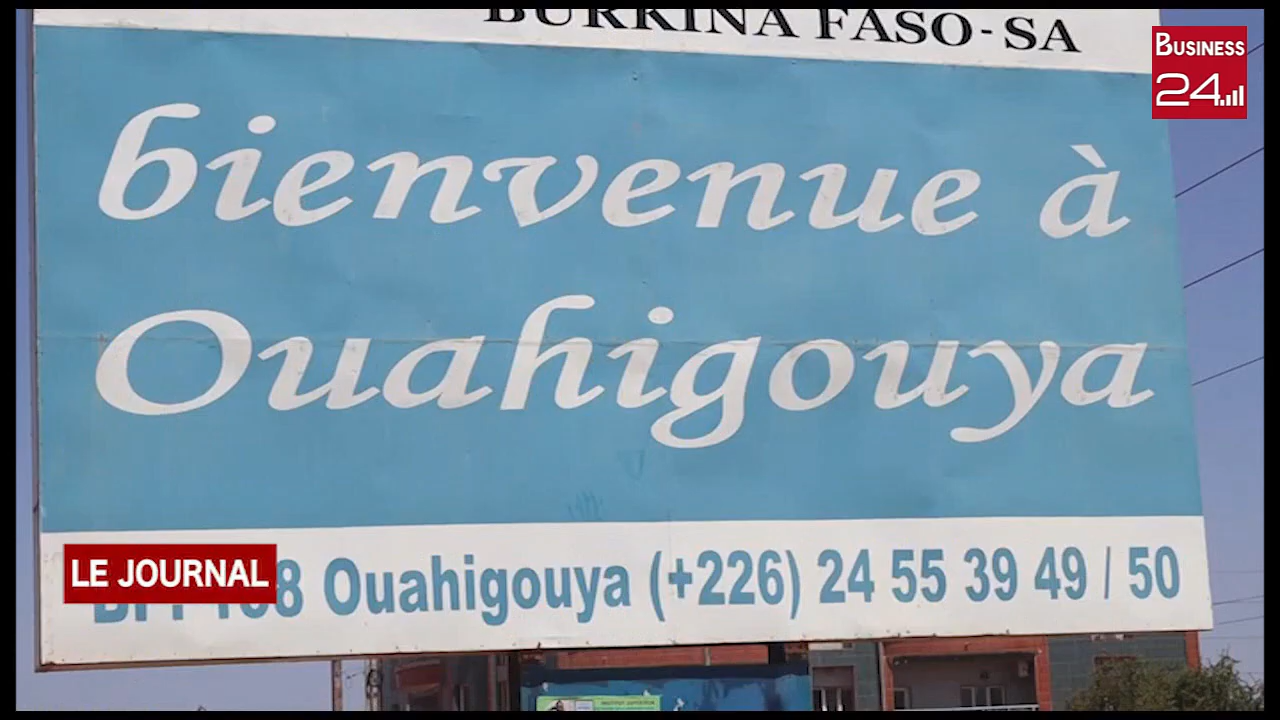 BURKINA FASO-SA
BUSINESS
24
bienvenue à
Ouahigouya
LE JOURNAL
Ouahigouya (+226) 24 55 39 49 / 50